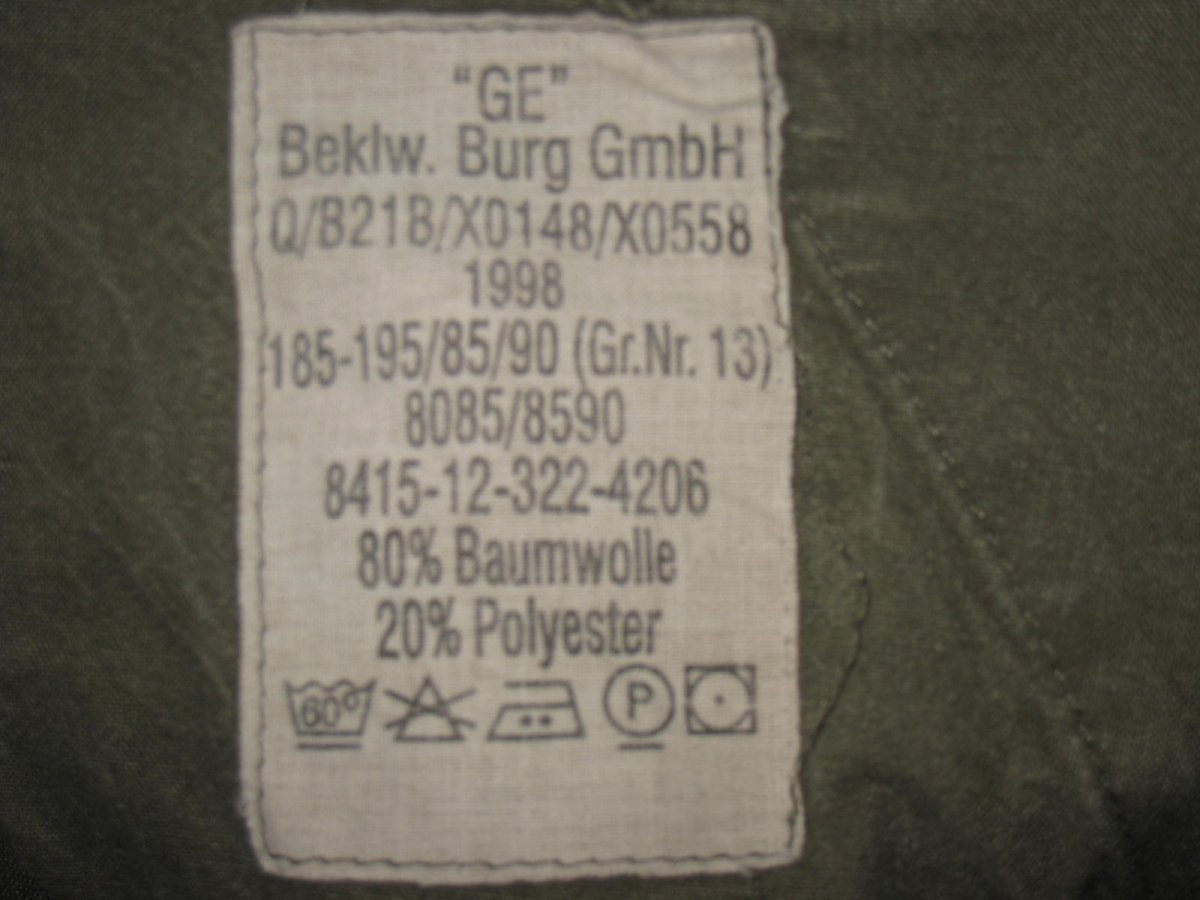 “GE”
Beklw. Burg GmbH
Q/B21B/X0148/X0558
1998
185-195/85/90 (Gr.Nr. 13)
8085/8590
8415-12-322-4206
80% Baumwolle
20% Polyester
60° P